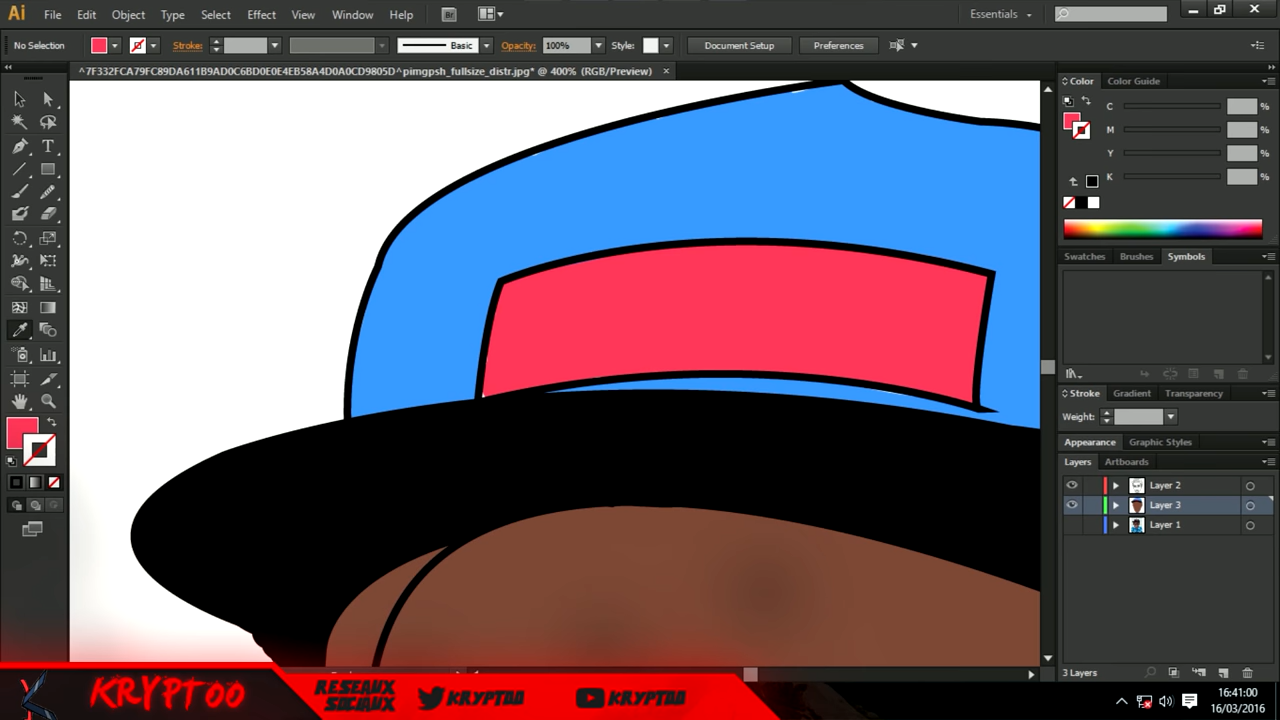 Ai File Edit Object Type Select Effect View Window Help Br Essentials
No Selection Stroke: Basic Opacity: 100% Style: Document Setup Preferences
^7F332FCA79FC89DA611B9AD0C6BD0E0E4EB58A4D0A0CD9805D^pimgpsh_fullsize_distr.jpg* @ 400% (RGB/Preview) ×
Color Color Guide
C %
M %
Y %
K %
Swatches Brushes Symbols
Stroke Gradient Transparency
Weight:
Appearance Graphic Styles
Layers Artboards
Layer 2
Layer 3
Layer 1
3 Layers
KRYPTOO
RESEAUX
SOCIAUX
KRYPTOO
KRYPTOO
16:41:00
16/03/2016